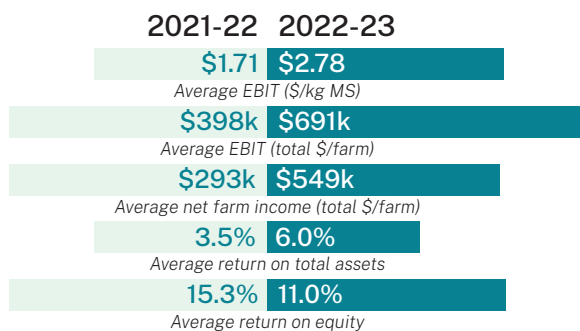 2021-22 2022-23
$1.71 $2.78
Average EBIT ($/kg MS)
$398k $691k
Average EBIT (total $/farm)
$293k $549k
Average net farm income (total $/farm)
3.5% 6.0%
Average return on total assets
15.3% 11.0%
Average return on equity